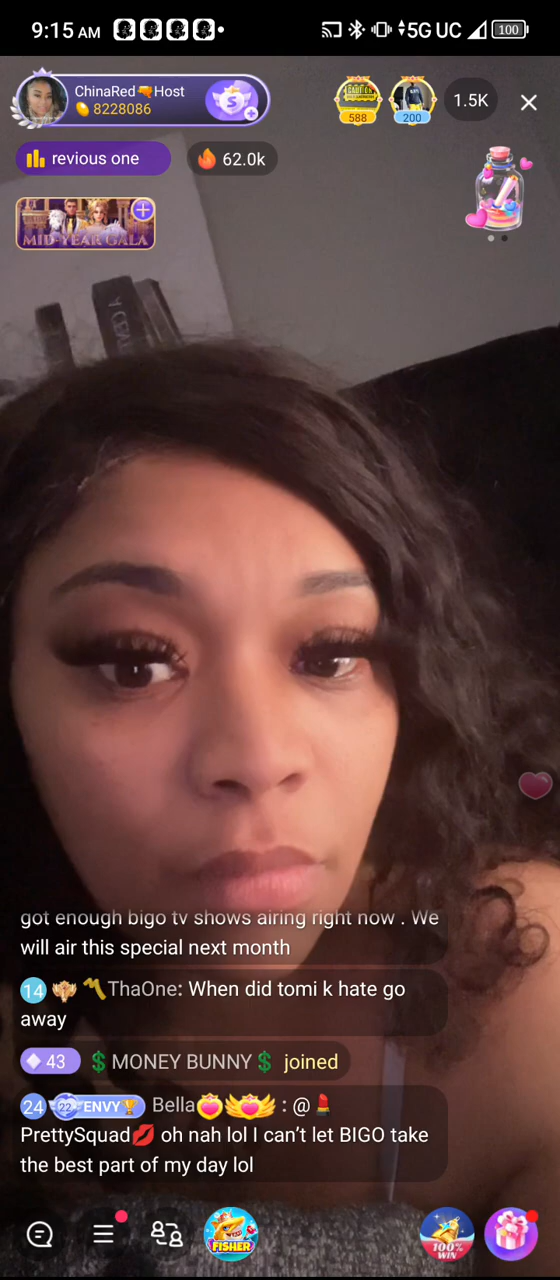 9:15 AM
5G UC
100
ChinaRed🔫Host
8228086
S
588
200
1.5K
revious one
62.0k
MID-YEAR GALA
got enough bigo tv shows airing right now . We
will air this special next month
14 〽️ThaOne: When did tomi k hate go
away
43 💲MONEY BUNNY💲 joined
24 22 ENVY🏆 Bella : @💄
PrettySquad💋 oh nah lol I can't let BIGO take
the best part of my day lol
FISHER
100%
WIN